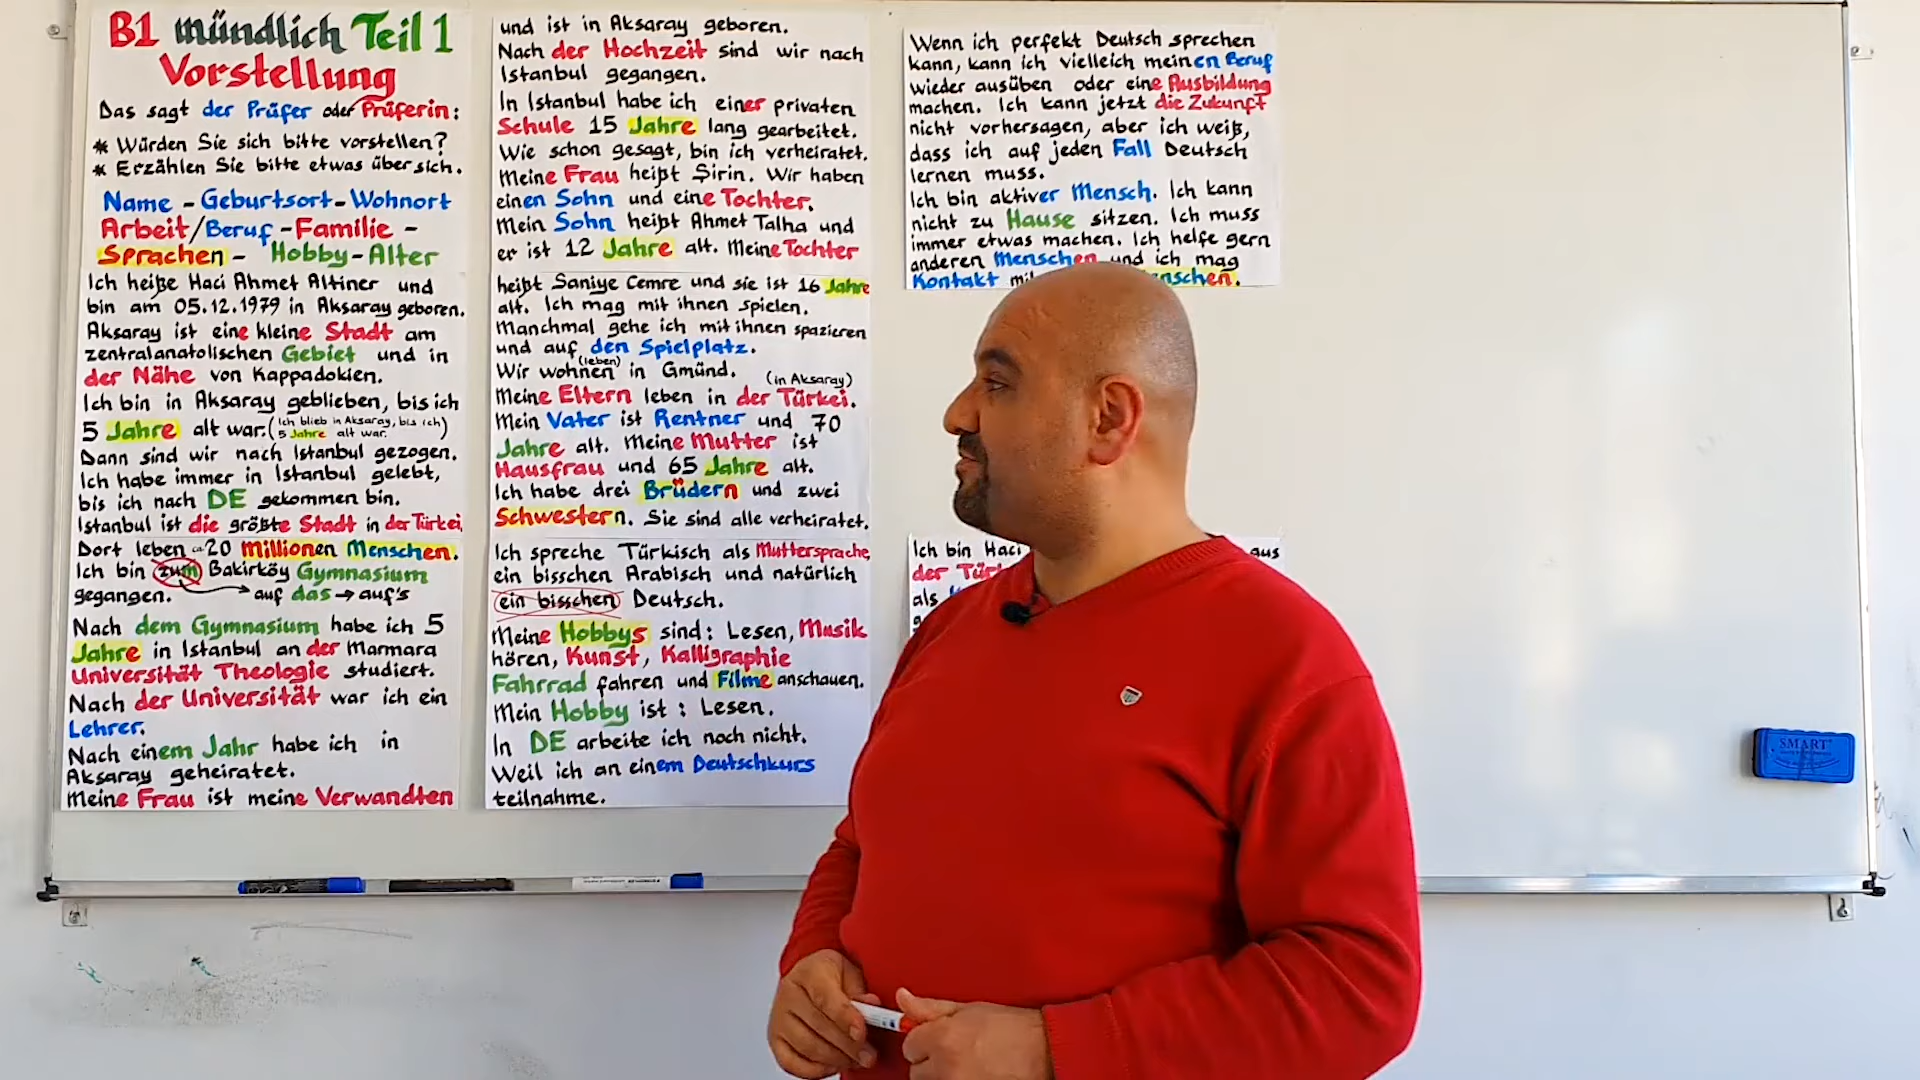 B1 mündlich Teil 1
Vorstellung
Das sagt der Prüfer oder Prüferin:
* Würden Sie sich bitte vorstellen?
* Erzählen Sie bitte etwas über sich.
Name - Geburtsort - Wohnort
Arbeit/Beruf - Familie -
Sprachen - Hobby - Alter
Ich heiße Haci Ahmet Altiner und
bin am 05.12.1979 in Aksaray geboren.
Aksaray ist eine kleine Stadt am
zentralanatolischen Gebiet und in
der Nähe von Kappadokien.
Ich bin in Aksaray geblieben, bis ich
5 Jahre alt war. (Ich blieb in Aksaray, bis ich)
5 Jahre alt war.
Dann sind wir nach Istanbul gezogen.
Ich habe immer in Istanbul gelebt,
bis ich nach DE gekommen bin.
Istanbul ist die größte Stadt in der Türkei.
Dort leben ca 20 Millionen Menschen.
Ich bin zum Bakirköy Gymnasium
gegangen. auf das → auf's
Nach dem Gymnasium habe ich 5
Jahre in Istanbul an der Marmara
Universität Theologie studiert.
Nach der Universität war ich ein
Lehrer.
Nach einem Jahr habe ich in
Aksaray geheiratet.
Meine Frau ist meine Verwandten
und ist in Aksaray geboren.
Nach der Hochzeit sind wir nach
Istanbul gegangen.
In Istanbul habe ich einer privaten
Schule 15 Jahre lang gearbeitet.
Wie schon gesagt, bin ich verheiratet.
Meine Frau heißt Şirin. Wir haben
einen Sohn und eine Tochter.
Mein Sohn heißt Ahmet Talha und
er ist 12 Jahre alt. Meine Tochter
heißt Saniye Cemre und sie ist 16 Jahre
alt. Ich mag mit ihnen spielen.
Manchmal gehe ich mit ihnen spazieren
und auf den Spielplatz.
(leben)
Wir wohnen in Gmünd.
(in Aksaray)
Meine Eltern leben in der Türkei.
Mein Vater ist Rentner und 70
Jahre alt. Meine Mutter ist
Hausfrau und 65 Jahre alt.
Ich habe drei Brüdern und zwei
Schwestern. Sie sind alle verheiratet.
Ich spreche Türkisch als Muttersprache,
ein bisschen Arabisch und natürlich
ein bisschen Deutsch.
Meine Hobbys sind: Lesen, Musik
hören, Kunst, Kalligraphie
Fahrrad fahren und Filme anschauen.
Mein Hobby ist : Lesen.
In DE arbeite ich noch nicht.
Weil ich an einem Deutschkurs
teilnahme.
Wenn ich perfekt Deutsch sprechen
kann, kann ich vielleich meinen Beruf
wieder ausüben oder eine Ausbildung
machen. Ich kann jetzt die Zukunft
nicht vorhersagen, aber ich weiß,
dass ich auf jeden Fall Deutsch
lernen muss.
Ich bin aktiver Mensch. Ich kann
nicht zu Hause sitzen. Ich muss
immer etwas machen. Ich helfe gern
anderen Menschen und ich mag
Kontakt mi
Ich bin Haci aus
der Tür
als
SMART